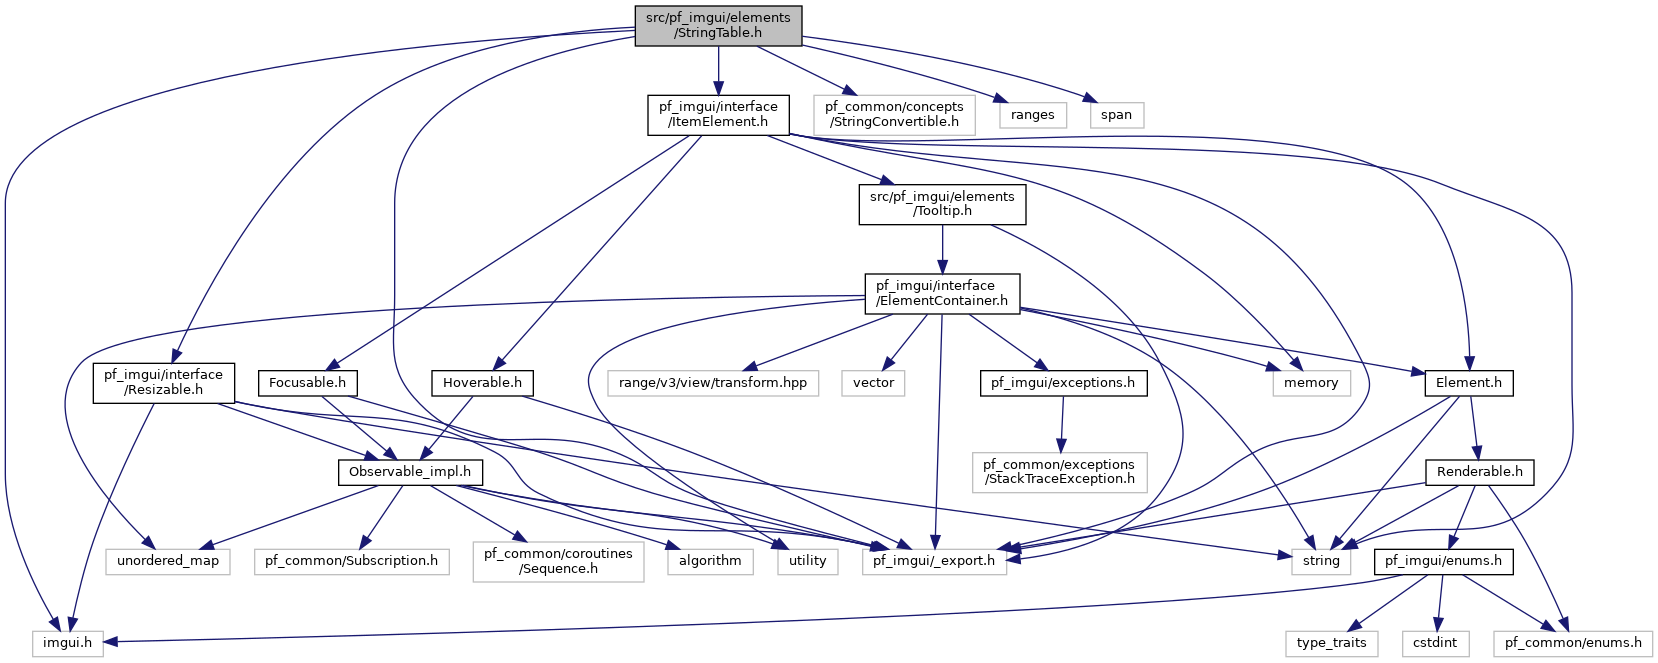 src/pf_imgui/elements
/StringTable.h
pf_imgui/interface
/ItemElement.h
pf_common/concepts
/StringConvertible.h
ranges
span
src/pf_imgui/elements
/Tooltip.h
pf_imgui/interface
/ElementContainer.h
pf_imgui/interface
/Resizable.h
Focusable.h
Hoverable.h
range/v3/view/transform.hpp
vector
pf_imgui/exceptions.h
memory
Element.h
Observable_impl.h
pf_common/exceptions
/StackTraceException.h
Renderable.h
unordered_map
pf_common/Subscription.h
pf_common/coroutines
/Sequence.h
algorithm
utility
pf_imgui/_export.h
string
pf_imgui/enums.h
imgui.h
type_traits
cstdint
pf_common/enums.h